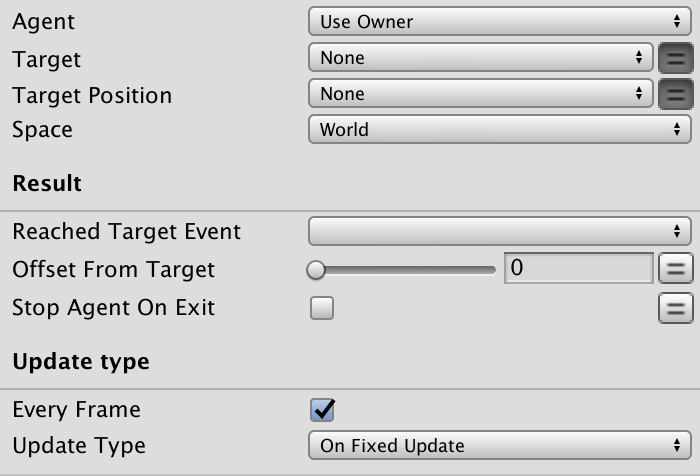 Agent Use Owner
Target None
Target Position None
Space World
Result
Reached Target Event
Offset From Target 0
Stop Agent On Exit
Update type
Every Frame
Update Type On Fixed Update